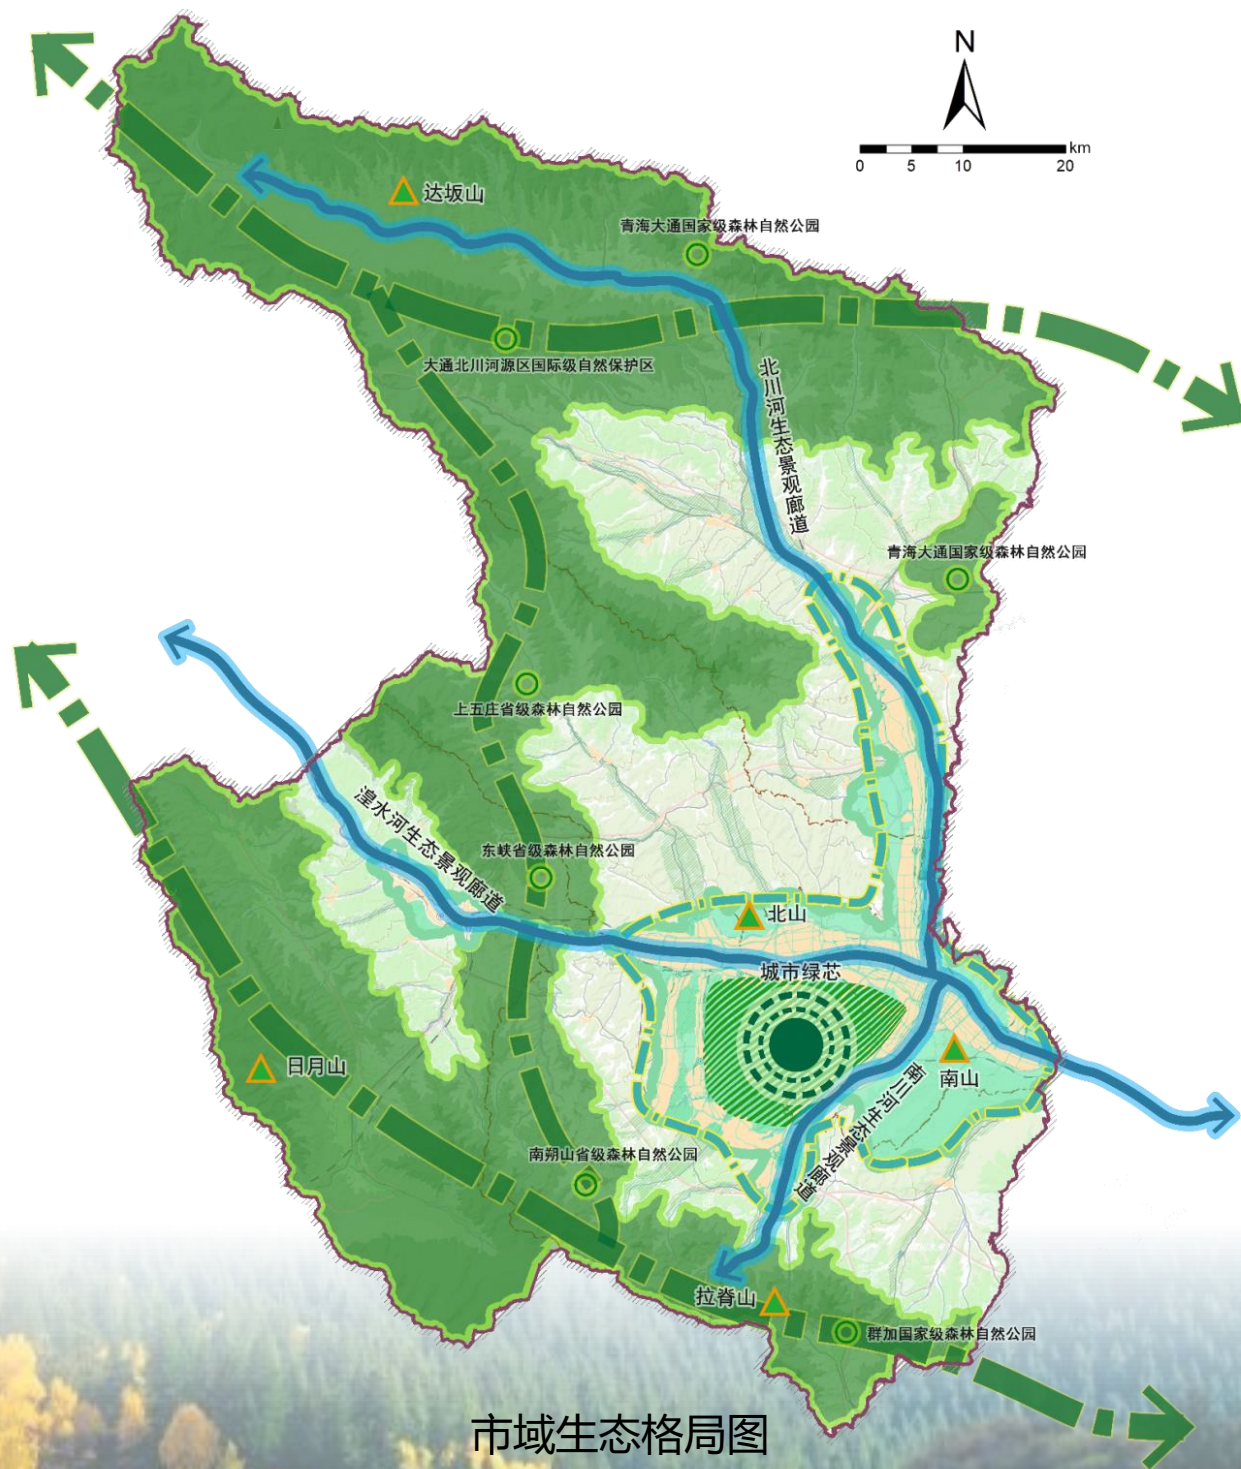 N
km
0 5 10 20
达坂山
青海大通国家级森林自然公园
大通北川河源区国际级自然保护区
北川河生态景观廊道
青海大通国家级森林自然公园
上五庄省级森林自然公园
湟水河生态景观廊道
东峡省级森林自然公园
北山
城市绿芯
日月山
南山
南川河生态景观廊道
南朔山省级森林自然公园
拉脊山
群加国家级森林自然公园
市域生态格局图